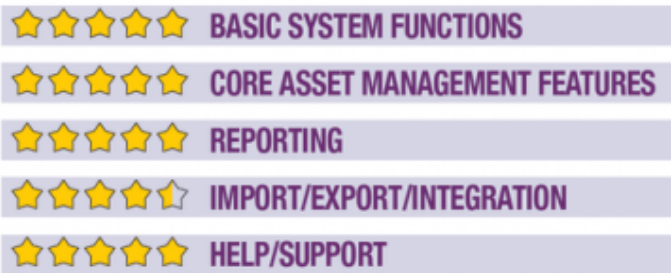 BASIC SYSTEM FUNCTIONS
CORE ASSET MANAGEMENT FEATURES
REPORTING
IMPORT/EXPORT/INTEGRATION
HELP/SUPPORT